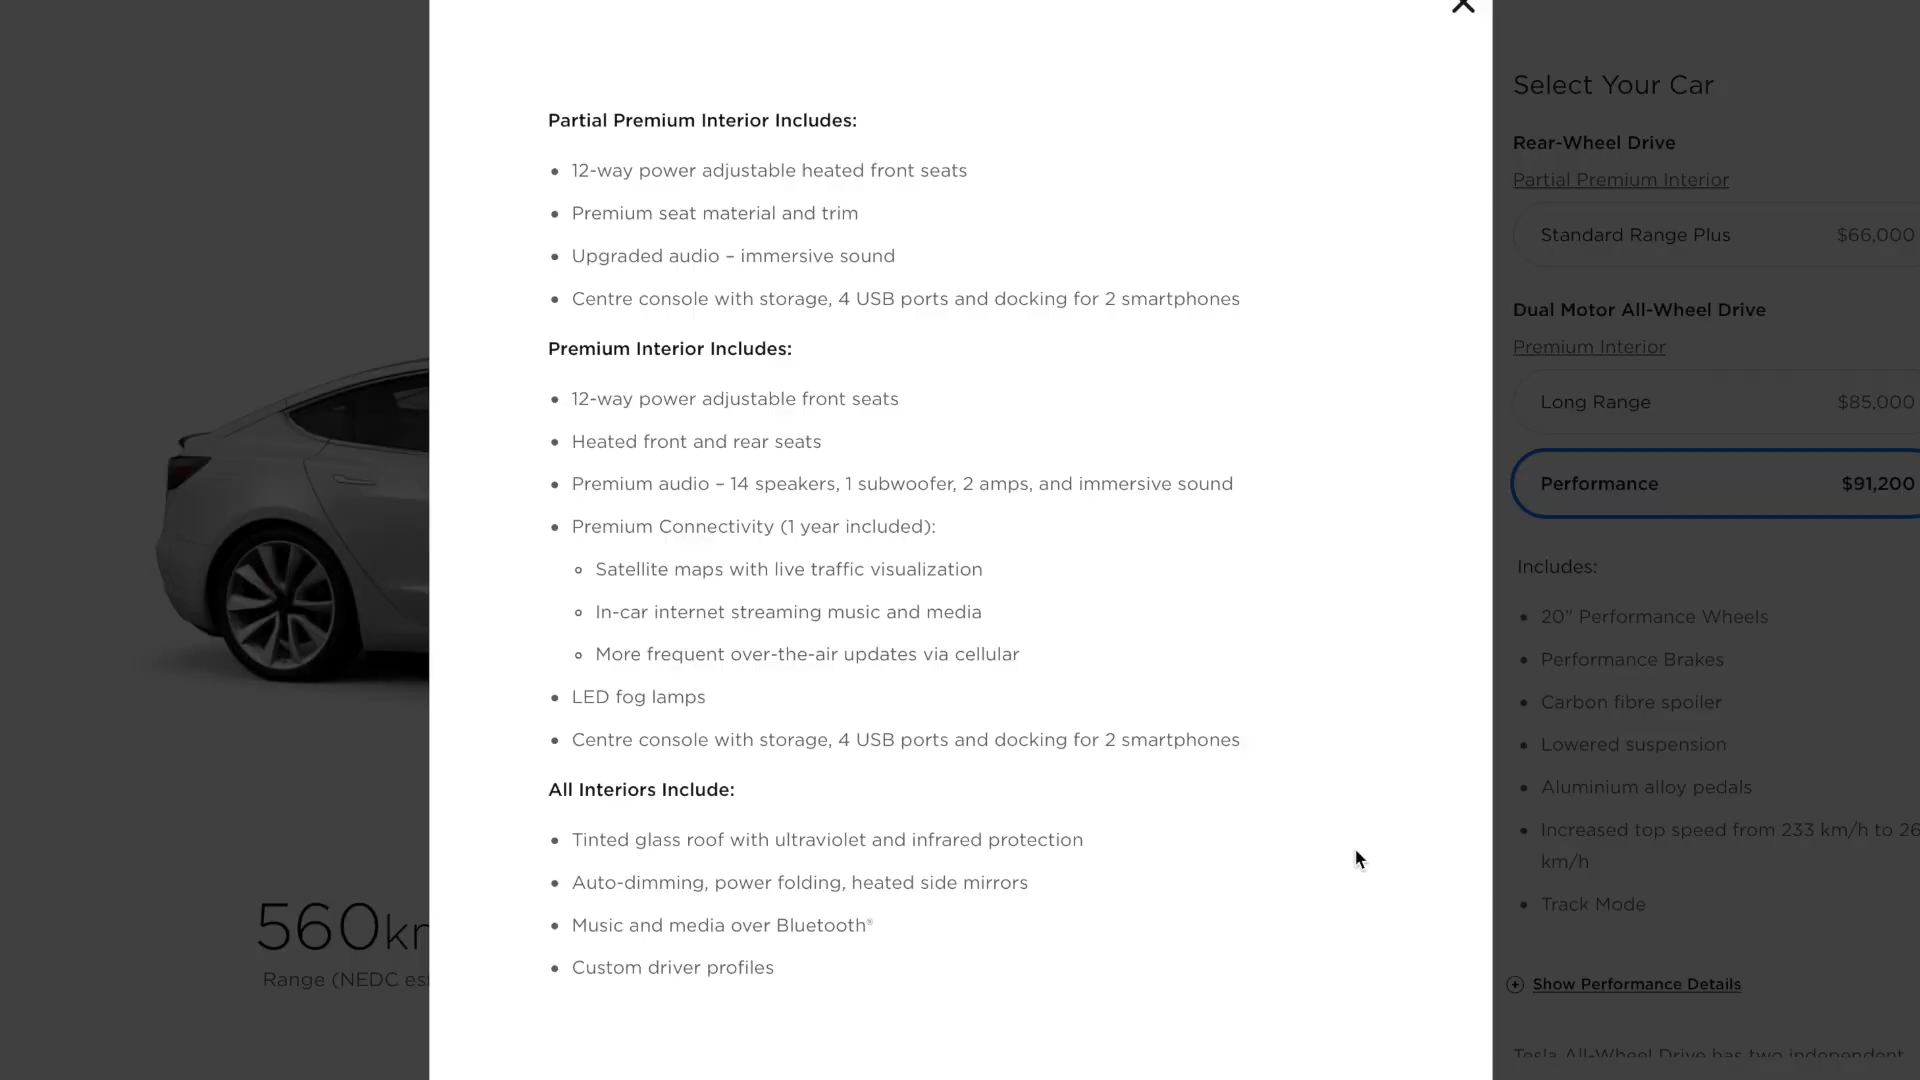 Partial Premium Interior Includes:
12-way power adjustable heated front seats
Premium seat material and trim
Upgraded audio – immersive sound
Centre console with storage, 4 USB ports and docking for 2 smartphones
Premium Interior Includes:
12-way power adjustable front seats
Heated front and rear seats
Premium audio – 14 speakers, 1 subwoofer, 2 amps, and immersive sound
Premium Connectivity (1 year included):
Satellite maps with live traffic visualization
In-car internet streaming music and media
More frequent over-the-air updates via cellular
LED fog lamps
Centre console with storage, 4 USB ports and docking for 2 smartphones
All Interiors Include:
Tinted glass roof with ultraviolet and infrared protection
Auto-dimming, power folding, heated side mirrors
Music and media over Bluetooth®
Custom driver profiles
560
Range (NEDC
Select Your Car
Rear-Wheel Drive
Partial Premium Interior
Standard Range Plus $66,000
Dual Motor All-Wheel Drive
Premium Interior
Long Range $85,000
Performance $91,200
Includes:
20" Performance Wheels
Performance Brakes
Carbon fibre spoiler
Lowered suspension
Aluminium alloy pedals
Increased top speed from 233 km/h to
km/h
Track Mode
Show Performance Details
Tesla All-Wheel Drive has two independent